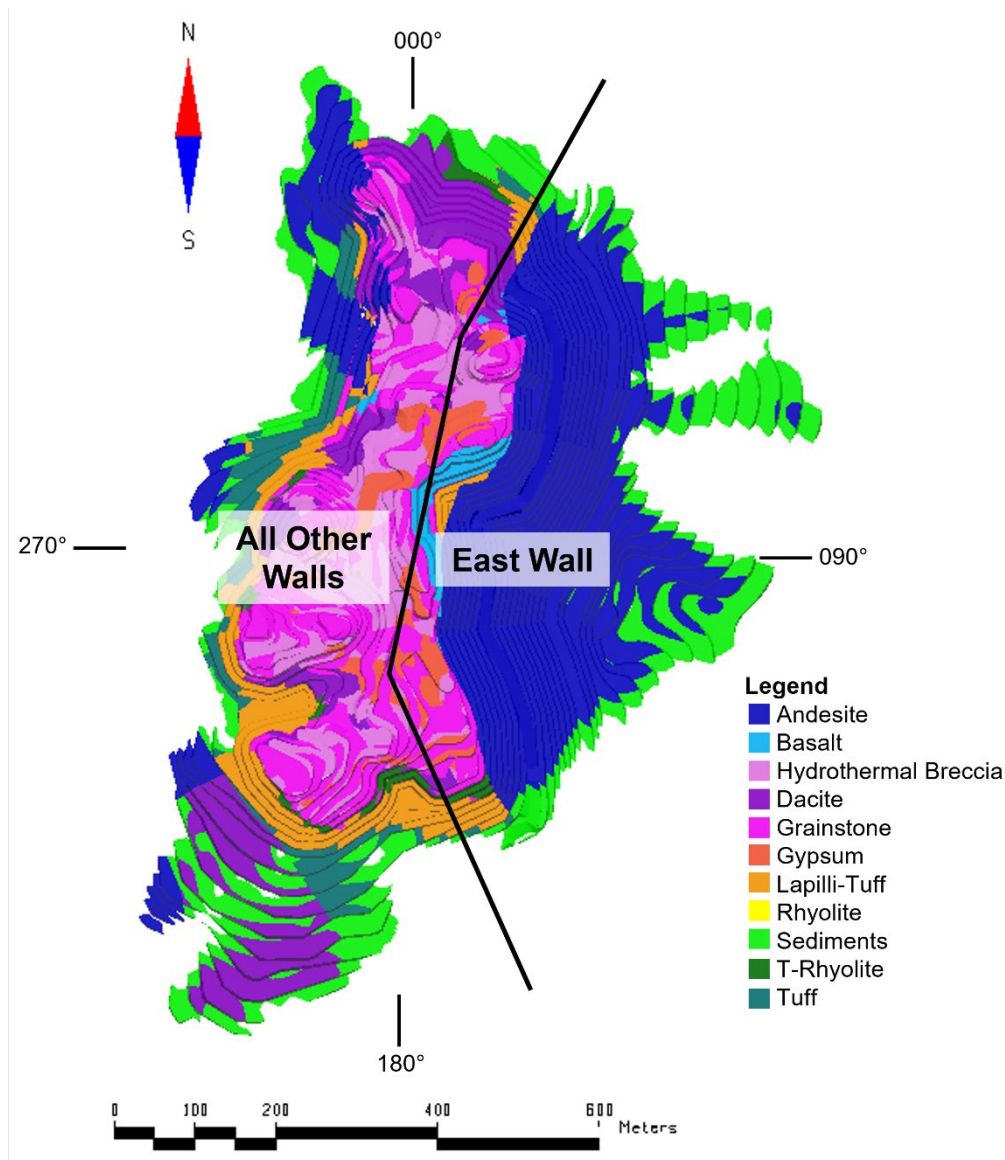 N
S
000°
270°
All Other
Walls
East Wall
090°
Legend
Andesite
Basalt
Hydrothermal Breccia
Dacite
Grainstone
Gypsum
Lapilli-Tuff
Rhyolite
Sediments
T-Rhyolite
Tuff
180°
0 100 200 400 600
Meters